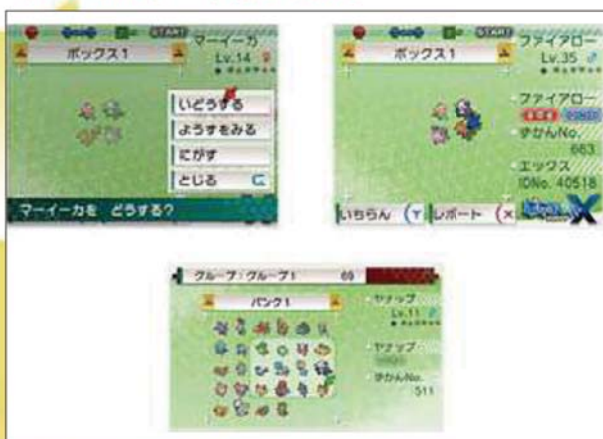 START
ボックス1
マーイーカ
Lv.14 ♀
いどうする
ようすをみる
にがす
とじる
マーイーカを どうする?
START
ボックス1
ファイアロー
Lv.35 ♂
ファイアロー
ずかんNo.
663
エックス
IDNo. 40518
いちらん (Y) レポート (X)
X
グループ:グループ1 69
バンク1
ヤナップ
Lv.11 ♂
ヤナップ
ずかんNo.
511